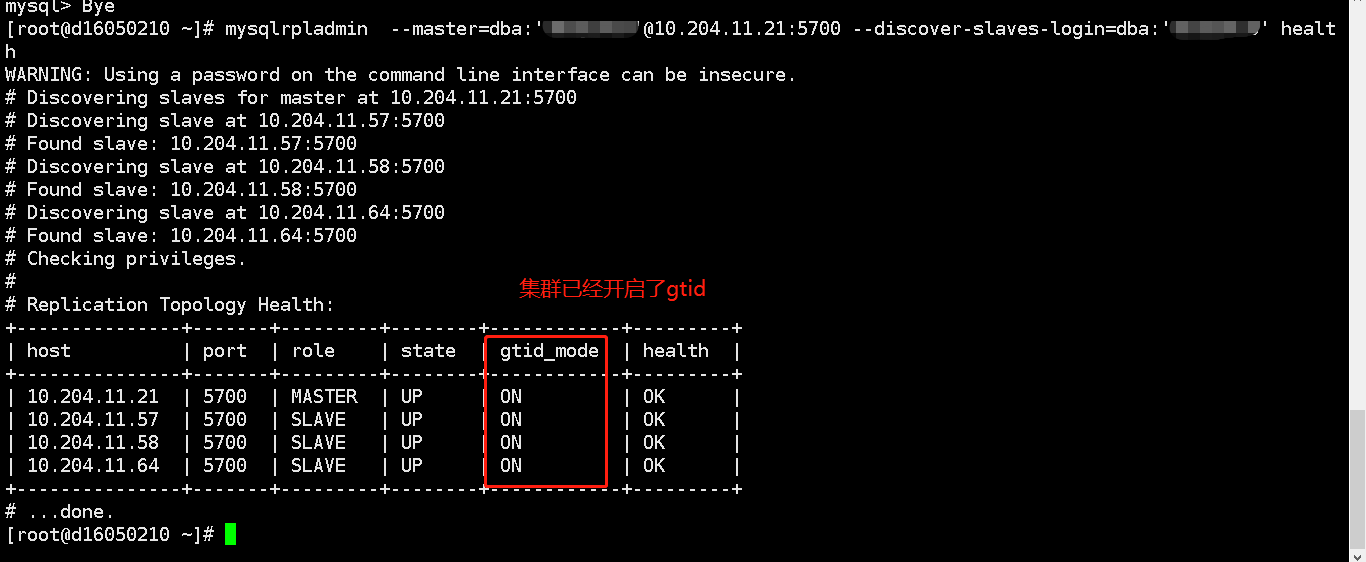 mysql> Bye
[root@d16050210 ~]# mysqlrpladmin  --master=dba:' '@10.204.11.21:5700 --discover-slaves-login=dba:' ' healt
h
WARNING: Using a password on the command line interface can be insecure.
# Discovering slaves for master at 10.204.11.21:5700
# Discovering slave at 10.204.11.57:5700
# Found slave: 10.204.11.57:5700
# Discovering slave at 10.204.11.58:5700
# Found slave: 10.204.11.58:5700
# Discovering slave at 10.204.11.64:5700
# Found slave: 10.204.11.64:5700
# Checking privileges.
#
集群已经开启了gtid
# Replication Topology Health:
+---------------+-------+---------+--------+------------+---------+
| host          | port  | role    | state  | gtid_mode  | health  |
+---------------+-------+---------+--------+------------+---------+
| 10.204.11.21  | 5700  | MASTER  | UP     | ON         | OK      |
| 10.204.11.57  | 5700  | SLAVE   | UP     | ON         | OK      |
| 10.204.11.58  | 5700  | SLAVE   | UP     | ON         | OK      |
| 10.204.11.64  | 5700  | SLAVE   | UP     | ON         | OK      |
+---------------+-------+---------+--------+------------+---------+
# ...done.
[root@d16050210 ~]#